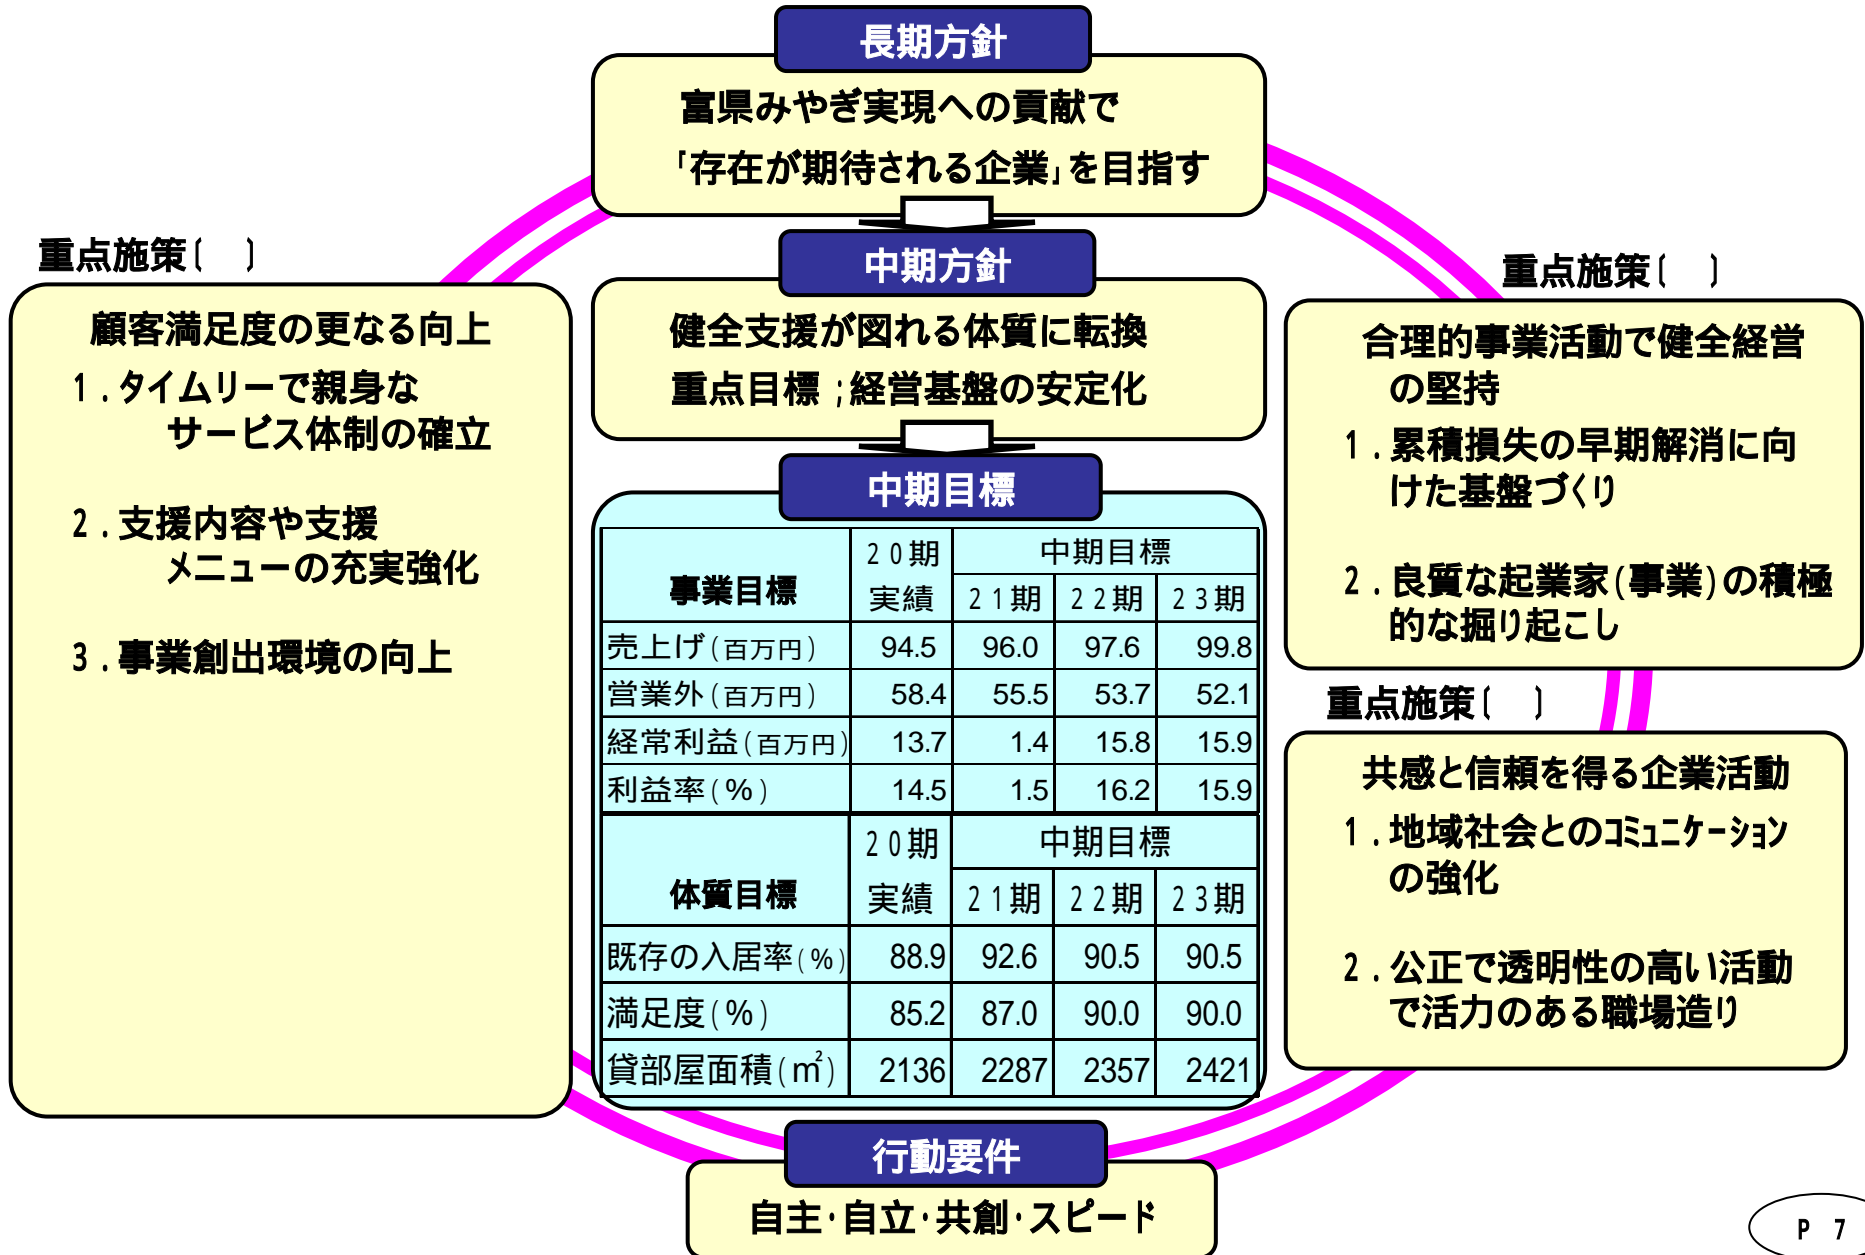 長期方針
富県みやぎ実現への貢献で
｢存在が期待される企業｣を目指す
中期方針
健全支援が図れる体質に転換
重点目標；経営基盤の安定化
中期目標
事業目標 20期実績 中期目標
21期 22期 23期
売上げ(百万円) 94.5 96.0 97.6 99.8
営業外(百万円) 58.4 55.5 53.7 52.1
経常利益(百万円) 13.7 1.4 15.8 15.9
利益率(%) 14.5 1.5 16.2 15.9
体質目標 20期実績 中期目標
21期 22期 23期
既存の入居率(%) 88.9 92.6 90.5 90.5
満足度(%) 85.2 87.0 90.0 90.0
貸部屋面積(㎡) 2136 2287 2357 2421
重点施策〔　〕
顧客満足度の更なる向上
1．タイムリーで親身な
サービス体制の確立
2．支援内容や支援
メニューの充実強化
3．事業創出環境の向上
重点施策〔　〕
合理的事業活動で健全経営
の堅持
1．累積損失の早期解消に向
けた基盤づくり
2．良質な起業家(事業)の積極
的な掘り起こし
重点施策〔　〕
共感と信頼を得る企業活動
1．地域社会とのｺﾐｭﾆｹｰｼｮﾝ
の強化
2．公正で透明性の高い活動
で活力のある職場造り
行動要件
自主･自立･共創･スピード
P 7